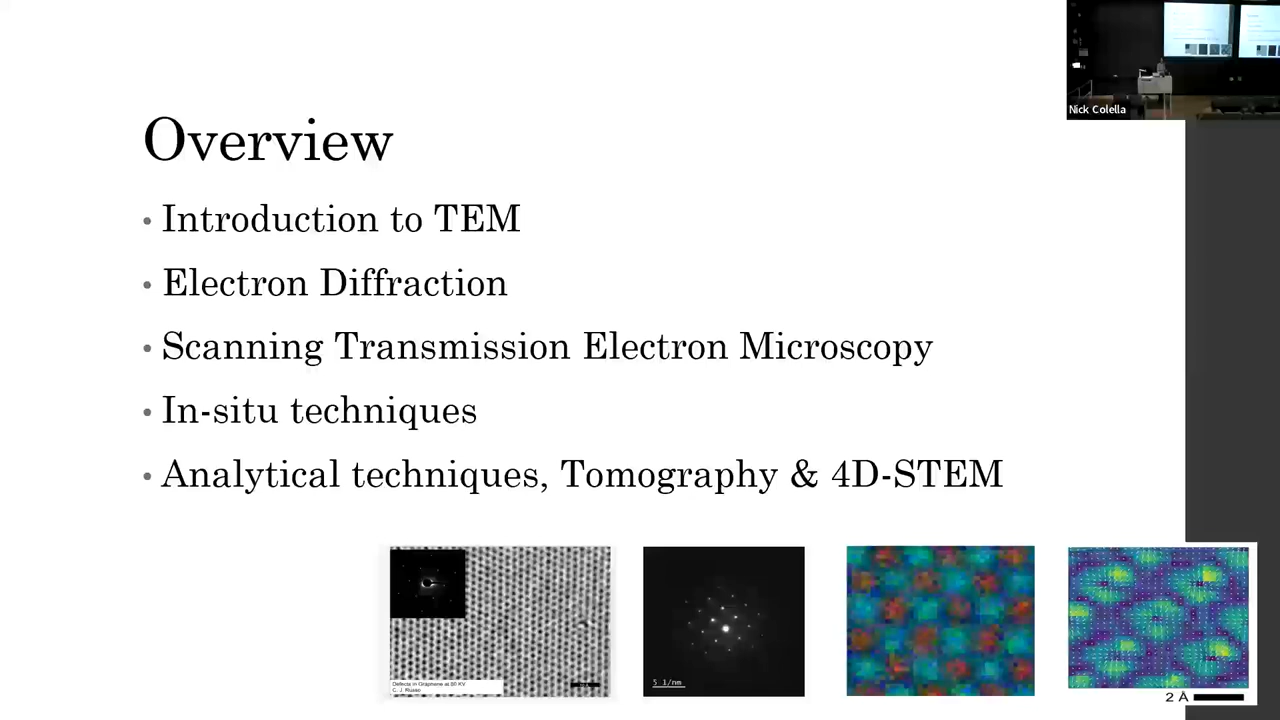 Nick Colella
Overview
• Introduction to TEM
• Electron Diffraction
• Scanning Transmission Electron Microscopy
• In-situ techniques
• Analytical techniques, Tomography & 4D-STEM
Defects in Graphene at 80 KV
C. J. Russo
5 1/nm
2 Å